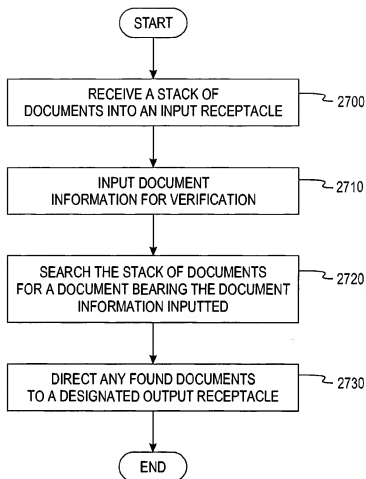 START
RECEIVE A STACK OF
DOCUMENTS INTO AN INPUT RECEPTACLE
2700
INPUT DOCUMENT
INFORMATION FOR VERIFICATION
2710
SEARCH THE STACK OF DOCUMENTS
FOR A DOCUMENT BEARING THE DOCUMENT
INFORMATION INPUTTED
2720
DIRECT ANY FOUND DOCUMENTS
TO A DESIGNATED OUTPUT RECEPTACLE
2730
END